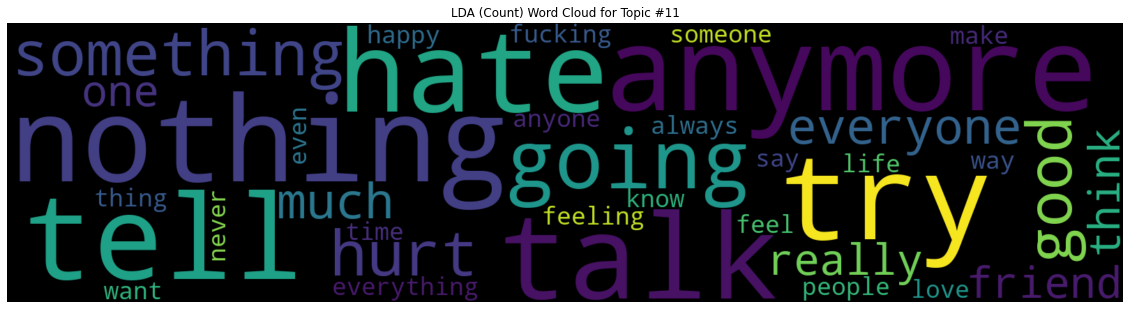 LDA (Count) Word Cloud for Topic #11
something
happy
fucking
someone
make
one
hate
anymore
nothing
even
anyone
always
everyone
good
think
going
say
life
way
thing
much
know
try
tell
never
feeling
feel
time
hurt
talk
really
want
everything
people
love
friend